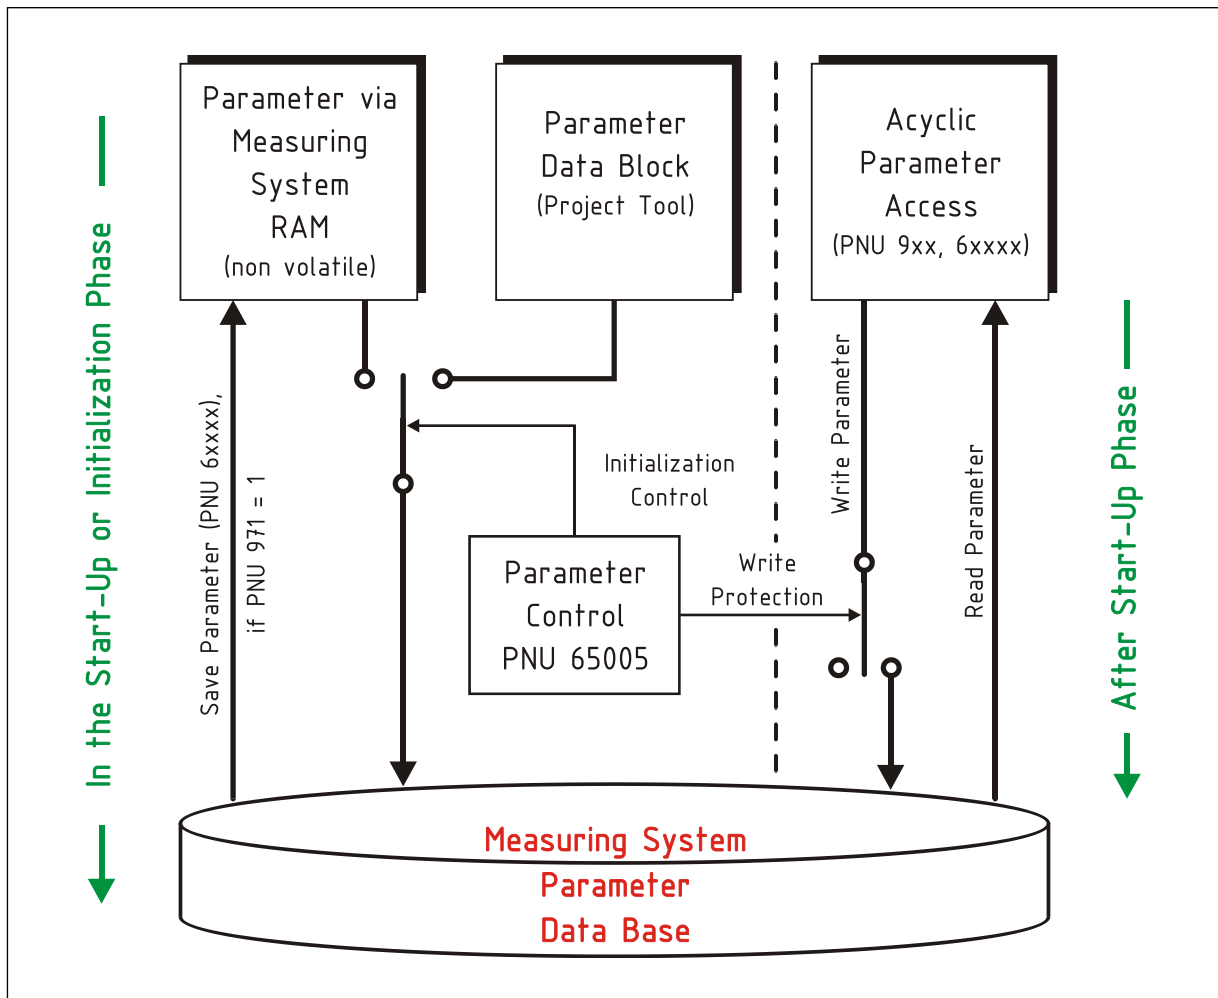 Parameter via
Measuring
System
RAM
(non volatile)
Parameter
Data Block
(Project Tool)
Acyclic
Parameter
Access
(PNU 9xx, 6xxxx)
In the Start-Up or Initialization Phase
Save Parameter (PNU 6xxxx),
if PNU 971 = 1
Initialization
Control
Parameter
Control
PNU 65005
Write
Protection
Write Parameter
Read Parameter
After Start-Up Phase
Measuring System
Parameter
Data Base